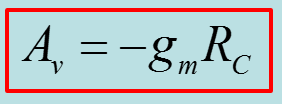 A_v = −g_m R_C